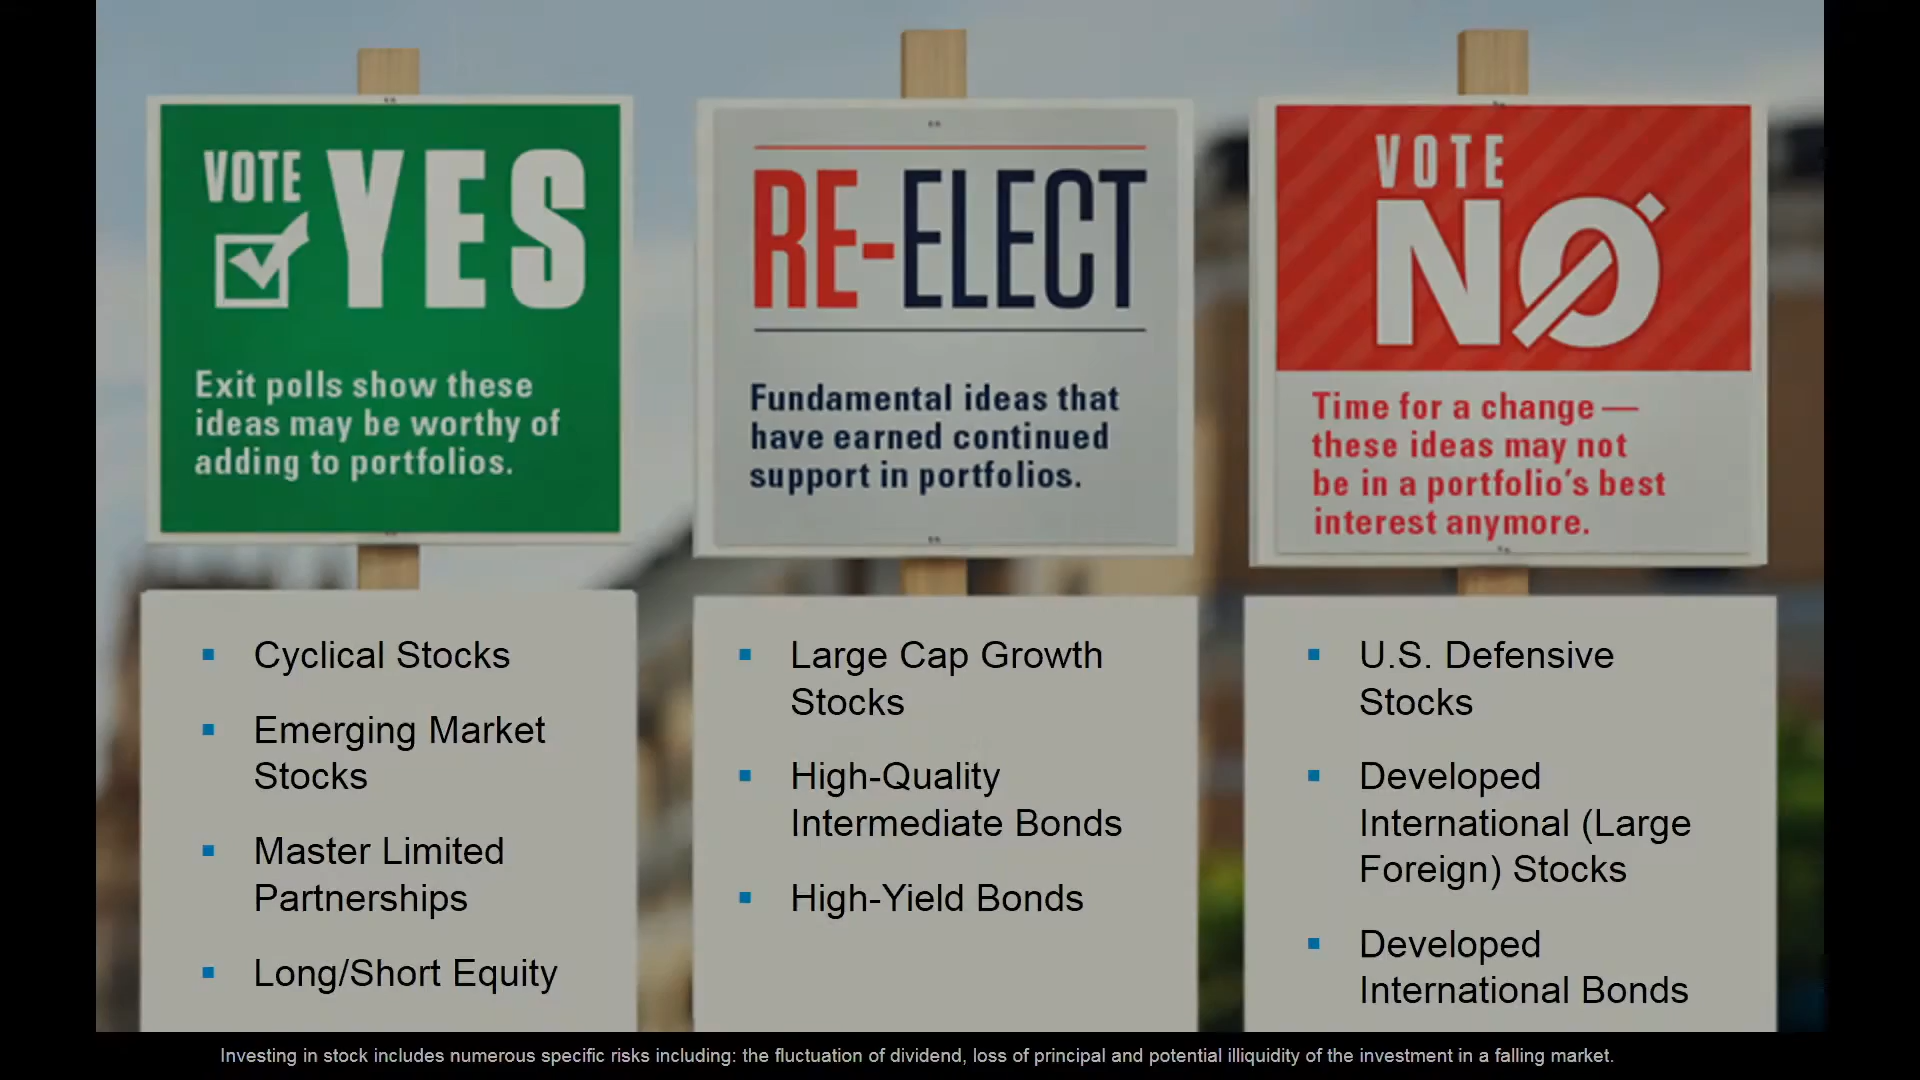 VOTE
YES
Exit polls show these
ideas may be worthy of
adding to portfolios.
▪ Cyclical Stocks
▪ Emerging Market
Stocks
▪ Master Limited
Partnerships
▪ Long/Short Equity
RE-ELECT
Fundamental ideas that
have earned continued
support in portfolios.
▪ Large Cap Growth
Stocks
▪ High-Quality
Intermediate Bonds
▪ High-Yield Bonds
VOTE
NO
Time for a change —
these ideas may not
be in a portfolio's best
interest anymore.
▪ U.S. Defensive
Stocks
▪ Developed
International (Large
Foreign) Stocks
▪ Developed
International Bonds
Investing in stock includes numerous specific risks including: the fluctuation of dividend, loss of principal and potential illiquidity of the investment in a falling market.